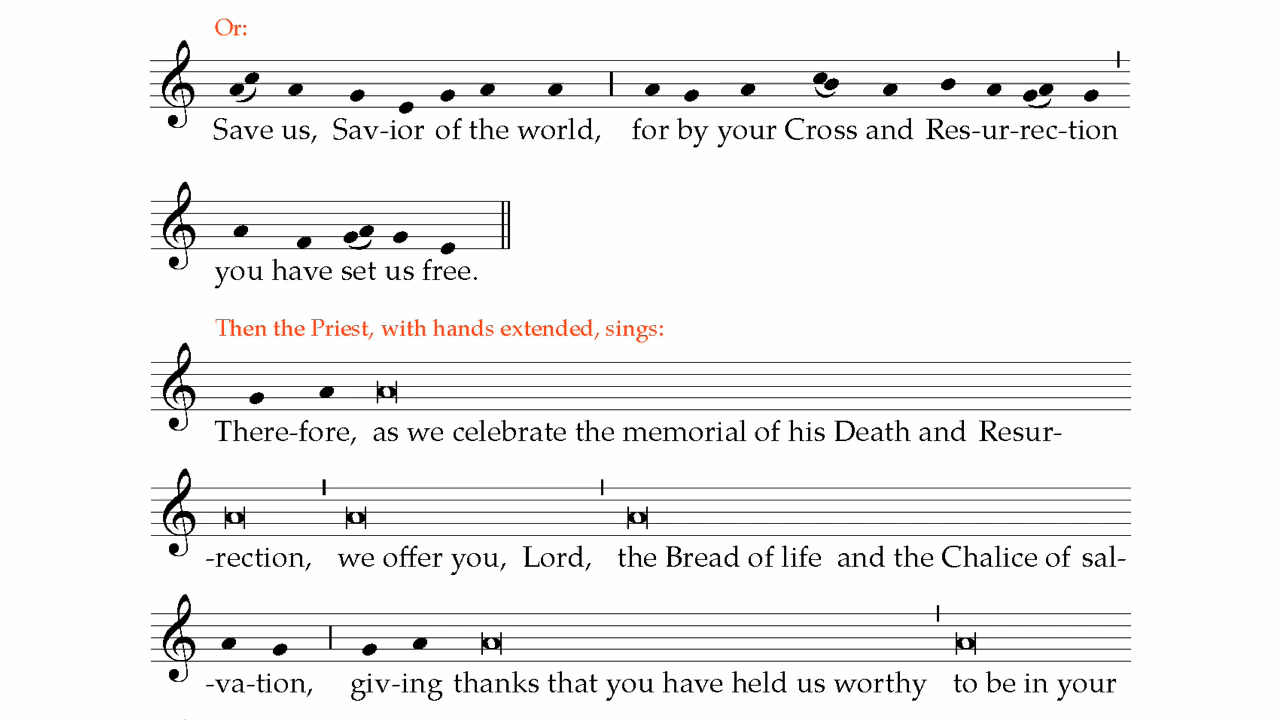 Or:
Save us, Sav-ior of the world, for by your Cross and Res-ur-rec-tion
you have set us free.
Then the Priest, with hands extended, sings:
There-fore, as we celebrate the memorial of his Death and Resur-
-rection, we offer you, Lord, the Bread of life and the Chalice of sal-
-va-tion, giv-ing thanks that you have held us worthy to be in your